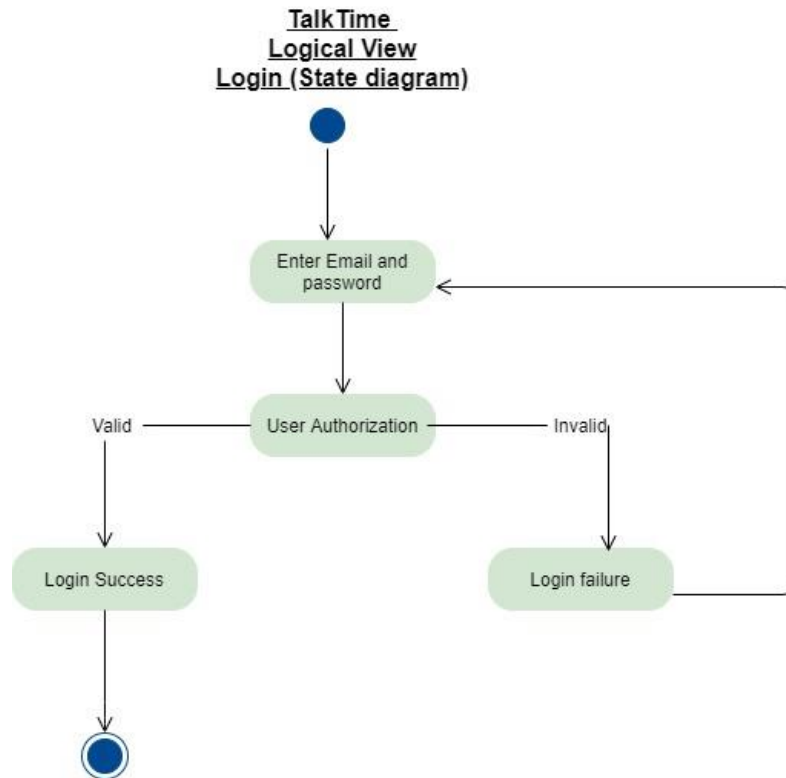 TalkTime
Logical View
Login (State diagram)
Enter Email and
password
Valid
User Authorization
Invalid
Login Success
Login failure